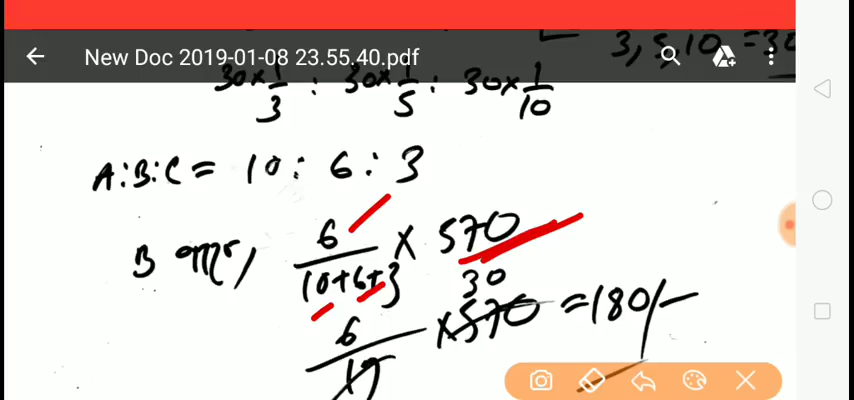 3, 5, 10 = 30
New Doc 2019-01-08 23.55.40.pdf
30×1/3 : 30×1/5 : 30×1/10
A:B:C = 10 : 6 : 3
B 6/10+6+3 × 570
30
6/19 ×570 =180/-